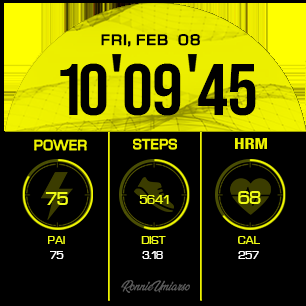 FRI, FEB 08
10'09'45
POWER
STEPS
HRM
75
5641
68
PAI
DIST
CAL
75
3.18
257
RonnieUniarso